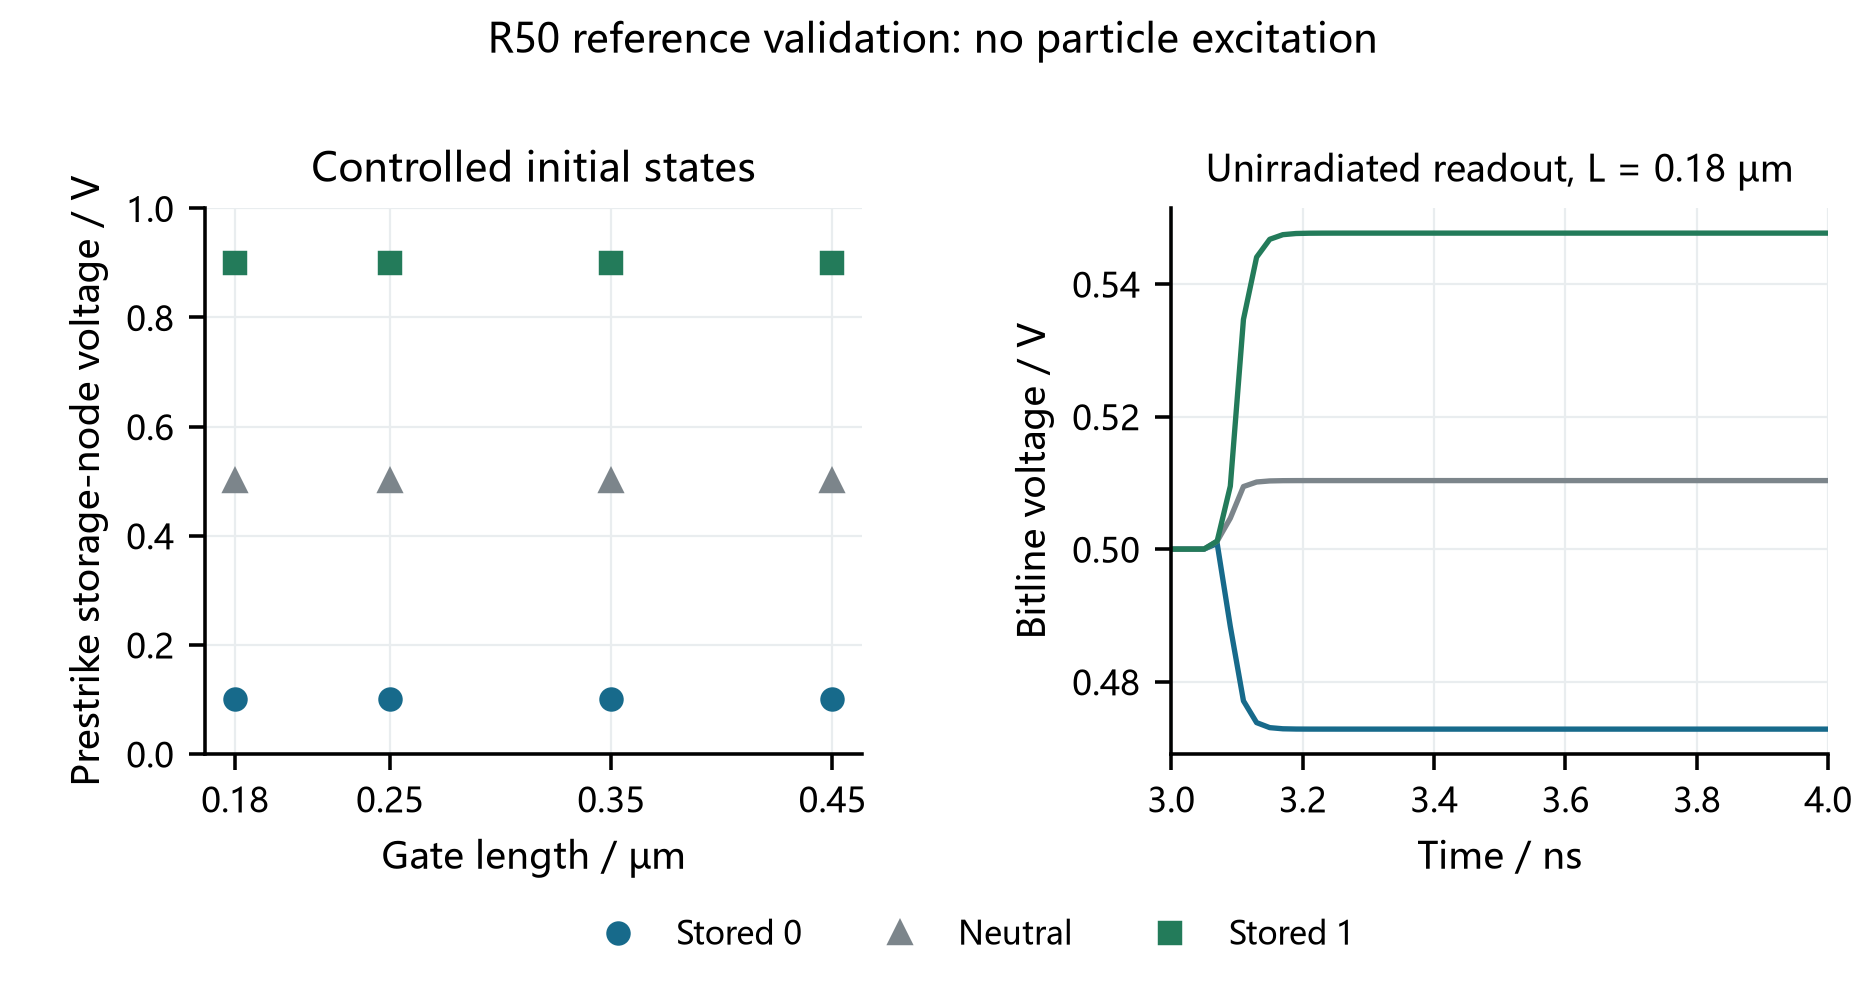 R50 reference validation: no particle excitation
Controlled initial states
Prestrike storage-node voltage / V
1.0
0.8
0.6
0.4
0.2
0.0
0.18 0.25 0.35 0.45
Gate length / µm
Unirradiated readout, L = 0.18 µm
Bitline voltage / V
0.54
0.52
0.50
0.48
3.0 3.2 3.4 3.6 3.8 4.0
Time / ns
Stored 0 Neutral Stored 1